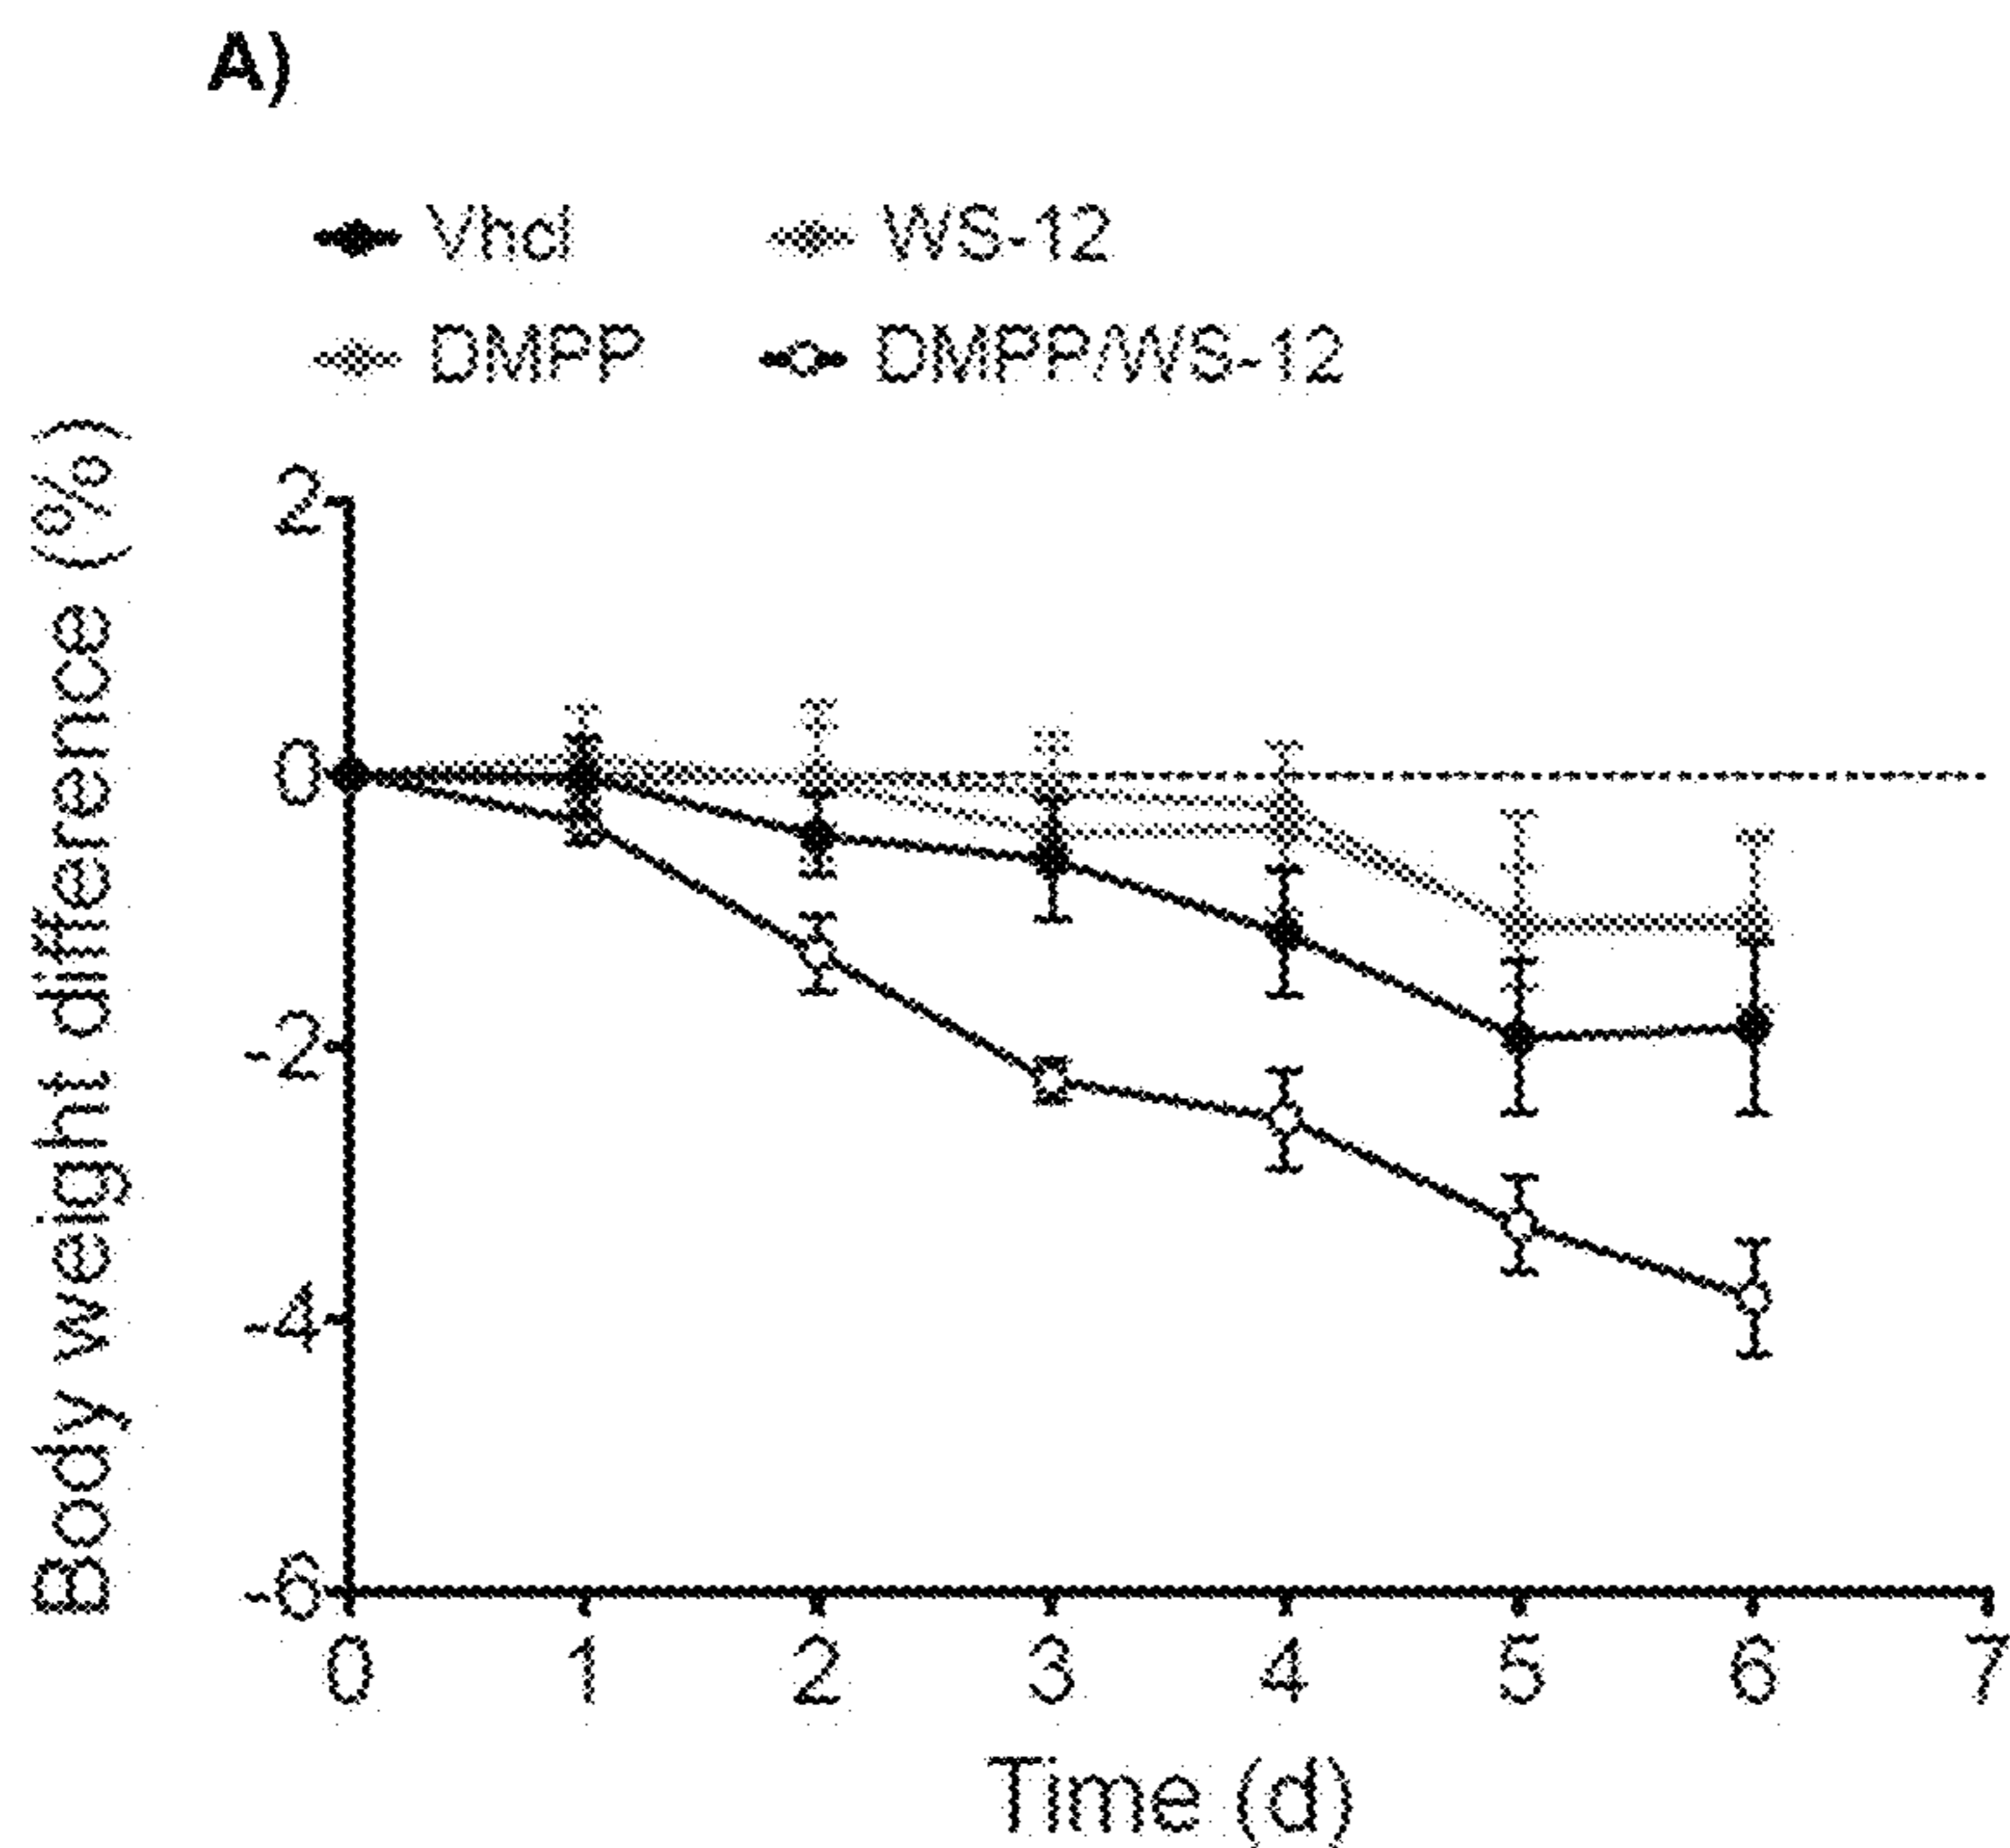 A)
Vhcl WS-12
DMPP DMPP/WS-12
Body weight difference (%)
2
0
-2
-4
-6
0 1 2 3 4 5 6 7
Time (d)